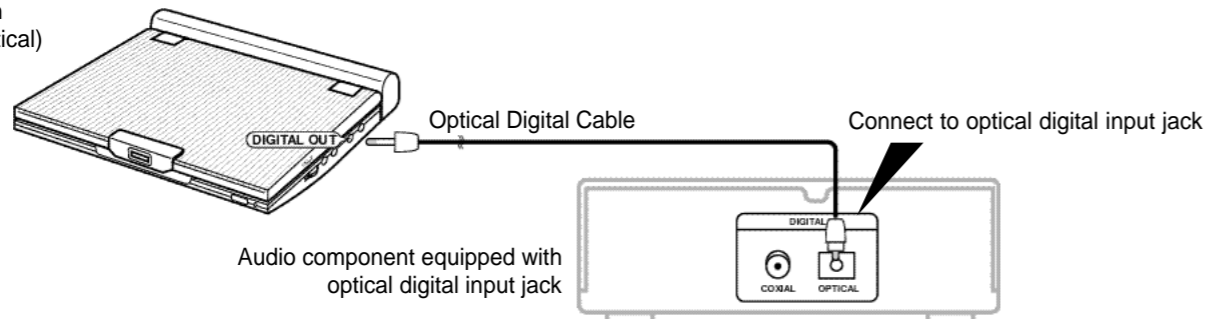 tical)
DIGITAL OUT
Optical Digital Cable
Connect to optical digital input jack
DIGITAL
COXIAL OPTICAL
Audio component equipped with
optical digital input jack